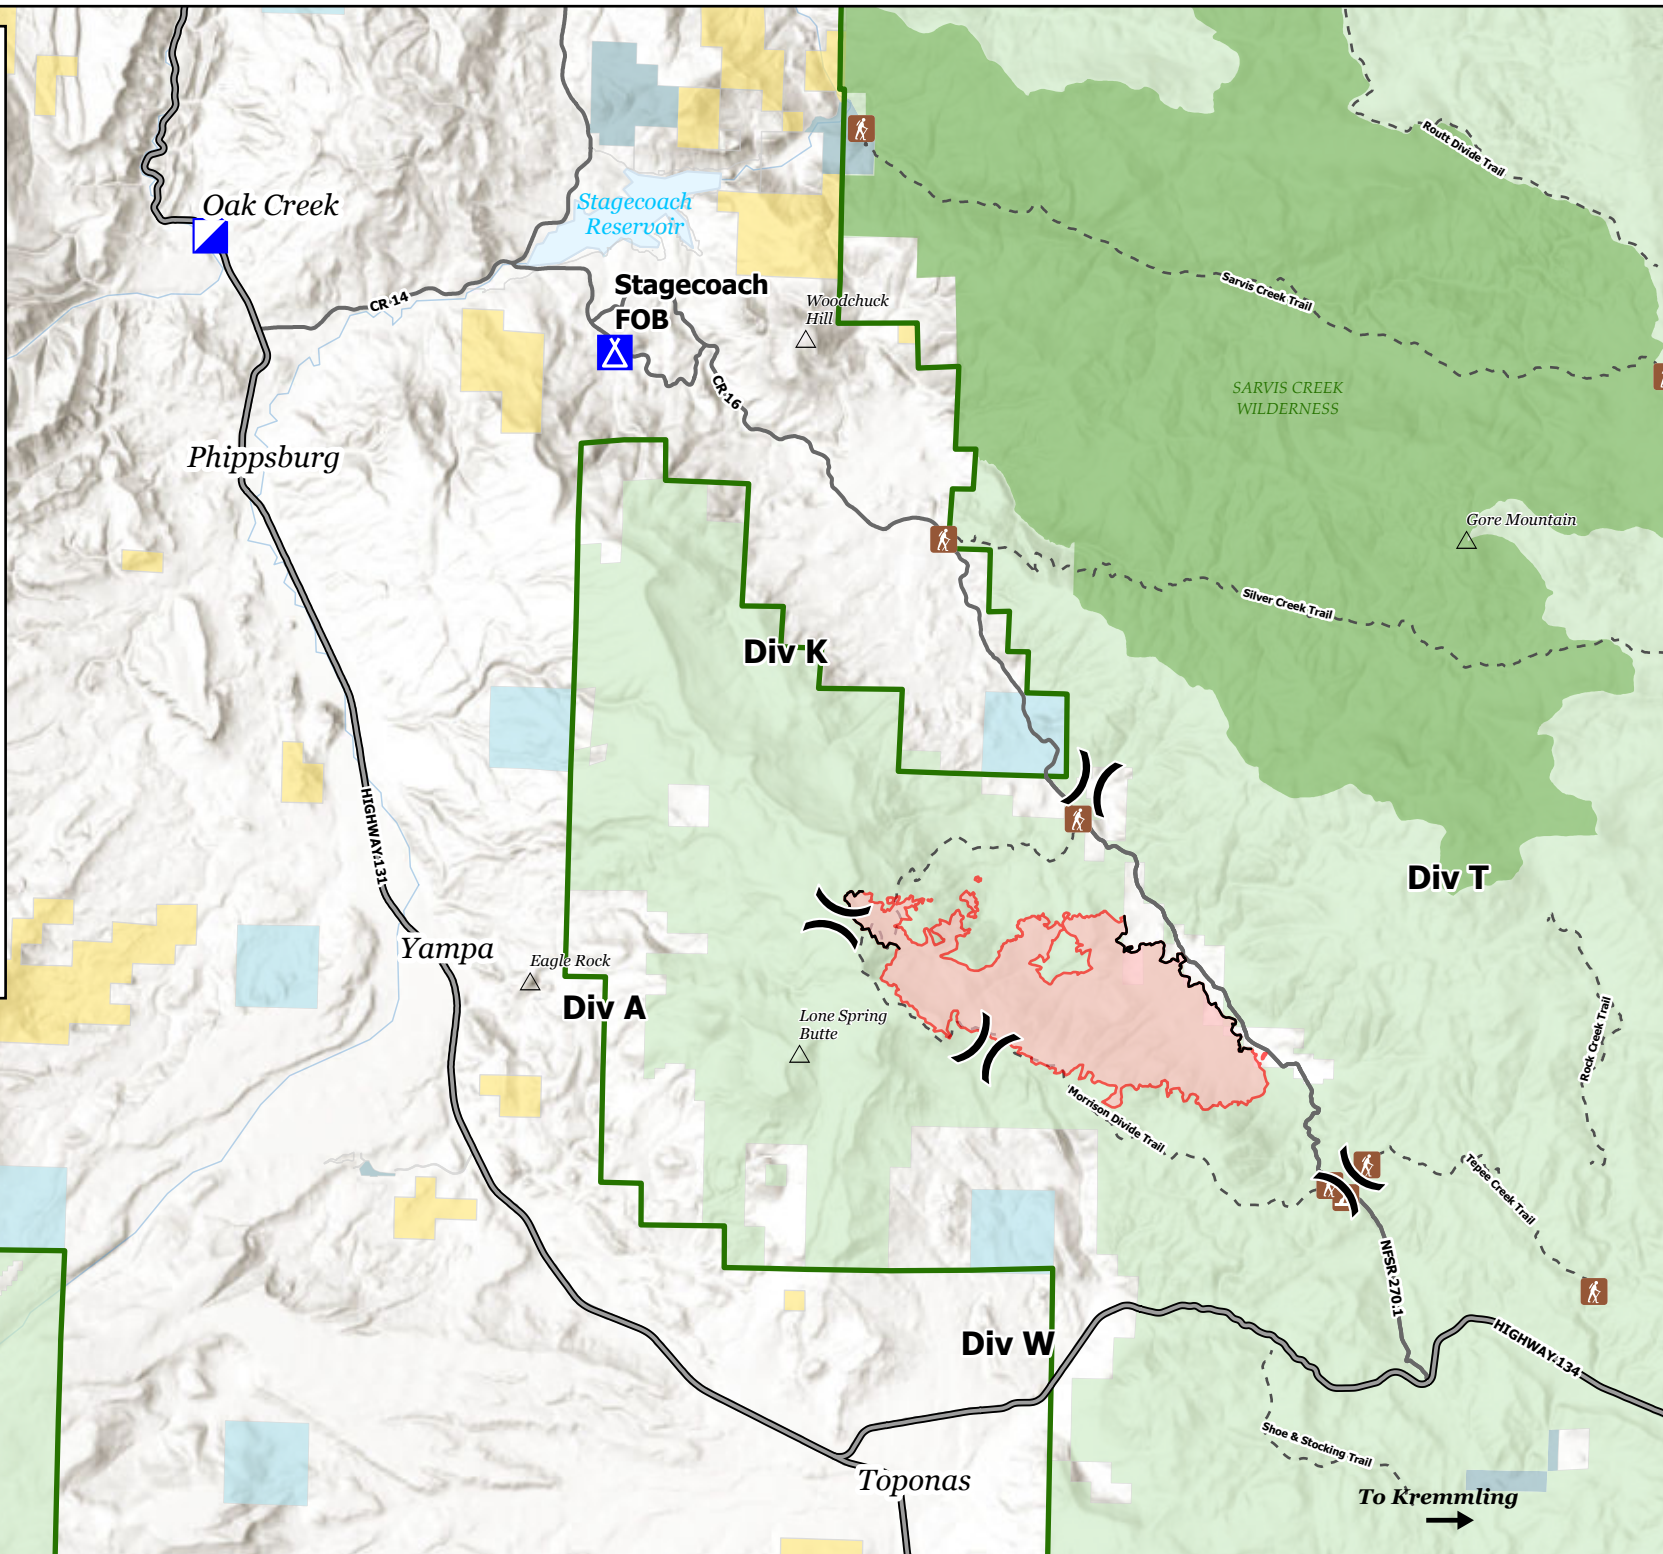 Routt Divide Trail
Oak Creek
Stagecoach
Reservoir
Sarvis Creek Trail
CR 14
Stagecoach
FOB
Woodchuck
Hill
CR 16
SARVIS CREEK
WILDERNESS
Phippsburg
Gore Mountain
Silver Creek Trail
Div K
HIGHWAY 131
Div T
Yampa
Eagle Rock
Div A
Lone Spring
Butte
Rock Creek Trail
Morrison Divide Trail
Tepee Creek Trail
NFSR 270.1
Div W
HIGHWAY 134
Shoe & Stocking Trail
Toponas
To Kremmling